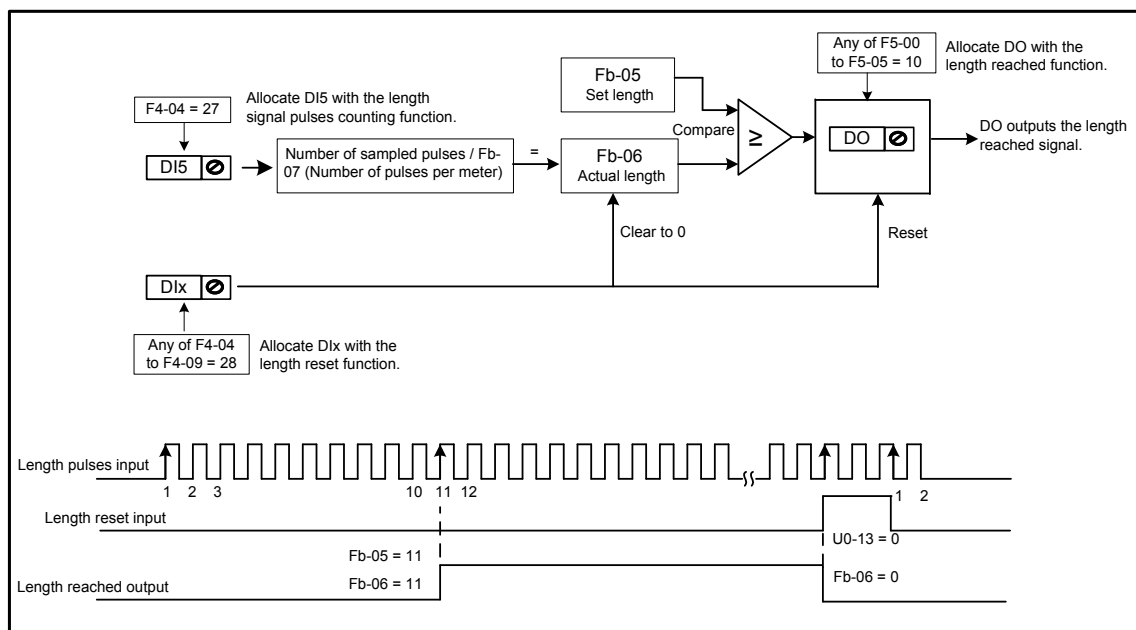 F4-04 = 27
Allocate DI5 with the length
signal pulses counting function.
DI5
Number of sampled pulses / Fb-
07 (Number of pulses per meter)
=
Fb-05
Set length
Fb-06
Actual length
Compare
≥
Any of F5-00
to F5-05 = 10
Allocate DO with the
length reached function.
DO
DO outputs the length
reached signal.
Clear to 0
Reset
DIx
Any of F4-04
to F4-09 = 28
Allocate DIx with the
length reset function.
Length pulses input
1 2 3 10 11 12 1 2
Length reset input
U0-13 = 0
Fb-05 = 11
Length reached output
Fb-06 = 11
Fb-06 = 0